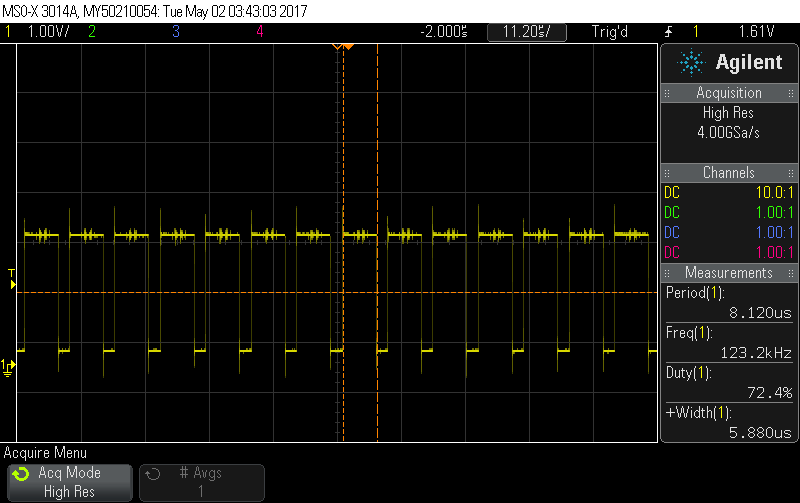 MSO-X 3014A, MY50210054: Tue May 02 03:43:03 2017
1 1.00V/ 2 3 4 -2.000s 11.20s/ Trig'd 1 1.61V
Agilent
Acquisition
High Res
4.00GSa/s
Channels
DC 10.0:1
DC 1.00:1
DC 1.00:1
DC 1.00:1
Measurements
Period(1):
8.120us
Freq(1):
123.2kHz
Duty(1):
72.4%
+Width(1):
5.880us
T
1
Acquire Menu
Acq Mode
High Res
# Avgs
1